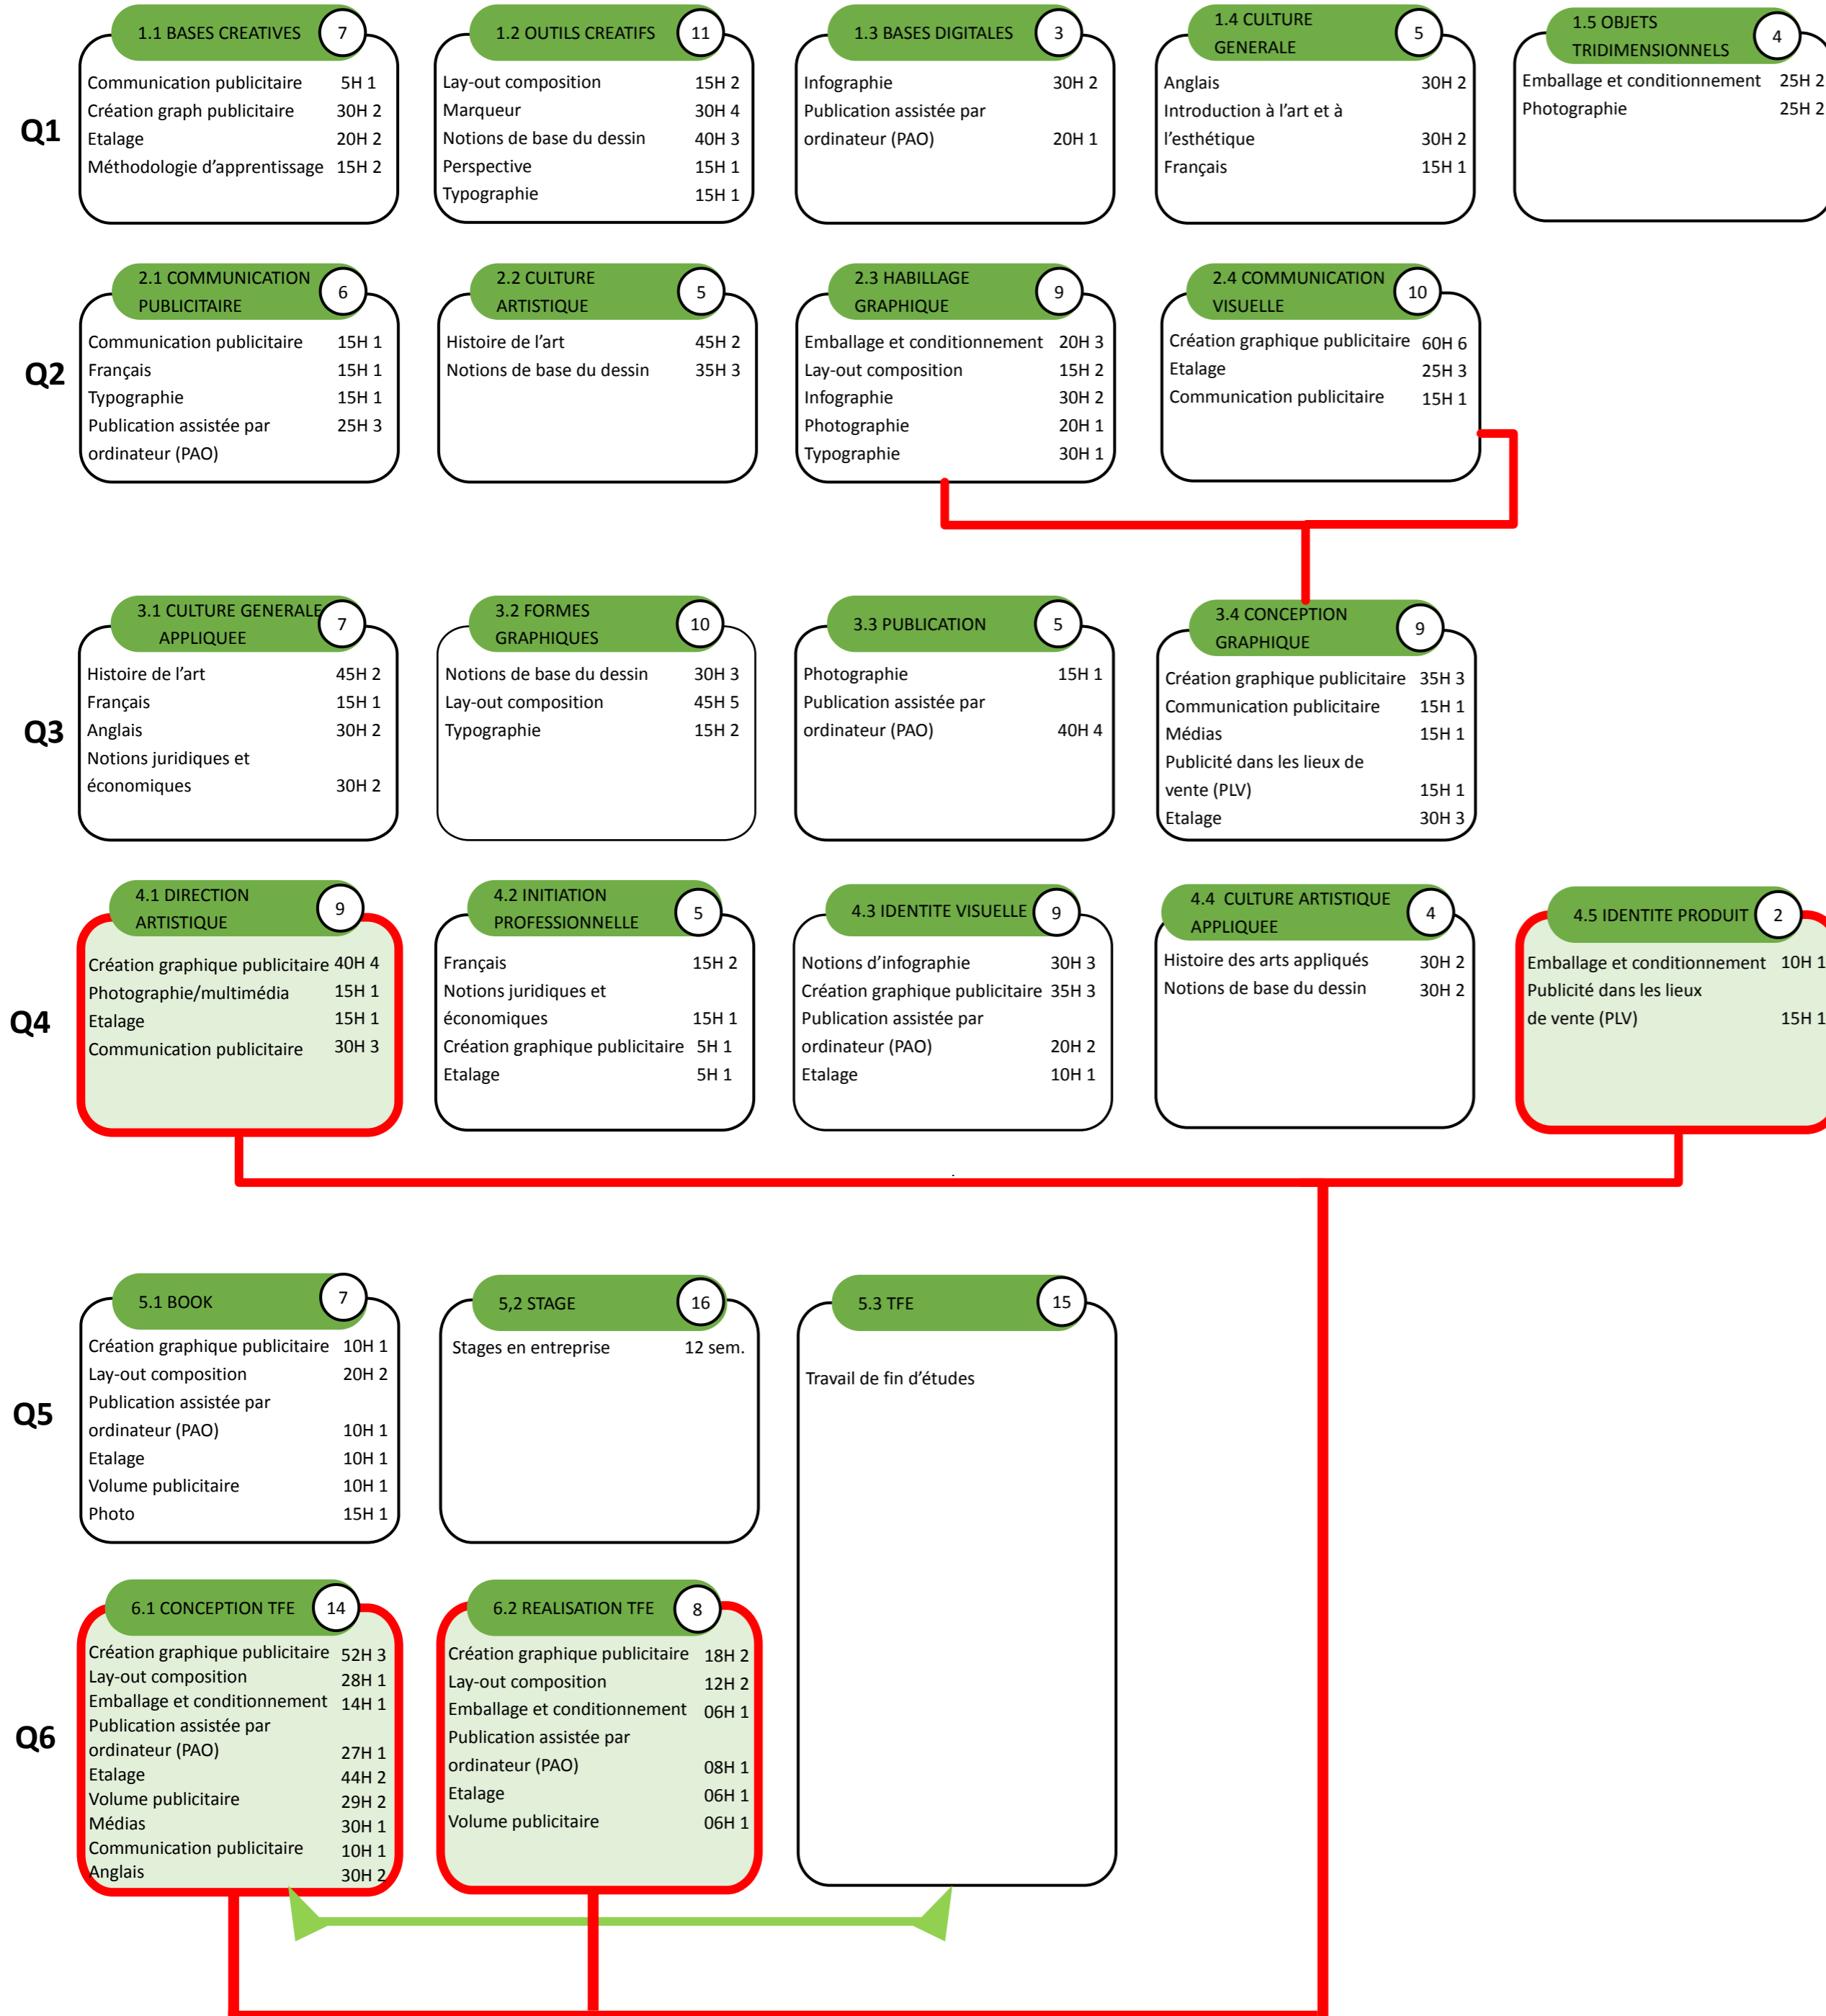 Q1
1.1 BASES CREATIVES 7
Communication publicitaire 5H 1
Création graph publicitaire 30H 2
Etalage 20H 2
Méthodologie d’apprentissage 15H 2
1.2 OUTILS CREATIFS 11
Lay-out composition 15H 2
Marqueur 30H 4
Notions de base du dessin 40H 3
Perspective 15H 1
Typographie 15H 1
1.3 BASES DIGITALES 3
Infographie 30H 2
Publication assistée par
ordinateur (PAO) 20H 1
1.4 CULTURE
GENERALE 5
Anglais 30H 2
Introduction à l’art et à
l’esthétique 30H 2
Français 15H 1
1.5 OBJETS
TRIDIMENSIONNELS 4
Emballage et conditionnement 25H 2
Photographie 25H 2
Q2
2.1 COMMUNICATION
PUBLICITAIRE 6
Communication publicitaire 15H 1
Français 15H 1
Typographie 15H 1
Publication assistée par 25H 3
ordinateur (PAO)
2.2 CULTURE
ARTISTIQUE 5
Histoire de l’art 45H 2
Notions de base du dessin 35H 3
2.3 HABILLAGE
GRAPHIQUE 9
Emballage et conditionnement 20H 3
Lay-out composition 15H 2
Infographie 30H 2
Photographie 20H 1
Typographie 30H 1
2.4 COMMUNICATION
VISUELLE 10
Création graphique publicitaire 60H 6
Etalage 25H 3
Communication publicitaire 15H 1
Q3
3.1 CULTURE GENERALE
APPLIQUEE 7
Histoire de l’art 45H 2
Français 15H 1
Anglais 30H 2
Notions juridiques et
économiques 30H 2
3.2 FORMES
GRAPHIQUES 10
Notions de base du dessin 30H 3
Lay-out composition 45H 5
Typographie 15H 2
3.3 PUBLICATION 5
Photographie 15H 1
Publication assistée par
ordinateur (PAO) 40H 4
3.4 CONCEPTION
GRAPHIQUE 9
Création graphique publicitaire 35H 3
Communication publicitaire 15H 1
Médias 15H 1
Publicité dans les lieux de
vente (PLV) 15H 1
Etalage 30H 3
Q4
4.1 DIRECTION
ARTISTIQUE 9
Création graphique publicitaire 40H 4
Photographie/multimédia 15H 1
Etalage 15H 1
Communication publicitaire 30H 3
4.2 INITIATION
PROFESSIONNELLE 5
Français 15H 2
Notions juridiques et
économiques 15H 1
Création graphique publicitaire 5H 1
Etalage 5H 1
4.3 IDENTITE VISUELLE 9
Notions d’infographie 30H 3
Création graphique publicitaire 35H 3
Publication assistée par
ordinateur (PAO) 20H 2
Etalage 10H 1
4.4 CULTURE ARTISTIQUE
APPLIQUEE 4
Histoire des arts appliqués 30H 2
Notions de base du dessin 30H 2
4.5 IDENTITE PRODUIT 2
Emballage et conditionnement 10H 1
Publicité dans les lieux
de vente (PLV) 15H 1
.
Q5
5.1 BOOK 7
Création graphique publicitaire 10H 1
Lay-out composition 20H 2
Publication assistée par
ordinateur (PAO) 10H 1
Etalage 10H 1
Volume publicitaire 10H 1
Photo 15H 1
5,2 STAGE 16
Stages en entreprise 12 sem.
5.3 TFE 15
Travail de fin d’études
Q6
6.1 CONCEPTION TFE 14
Création graphique publicitaire 52H 3
Lay-out composition 28H 1
Emballage et conditionnement 14H 1
Publication assistée par
ordinateur (PAO) 27H 1
Etalage 44H 2
Volume publicitaire 29H 2
Médias 30H 1
Communication publicitaire 10H 1
Anglais 30H 2
6.2 REALISATION TFE 8
Création graphique publicitaire 18H 2
Lay-out composition 12H 2
Emballage et conditionnement 06H 1
Publication assistée par
ordinateur (PAO) 08H 1
Etalage 06H 1
Volume publicitaire 06H 1